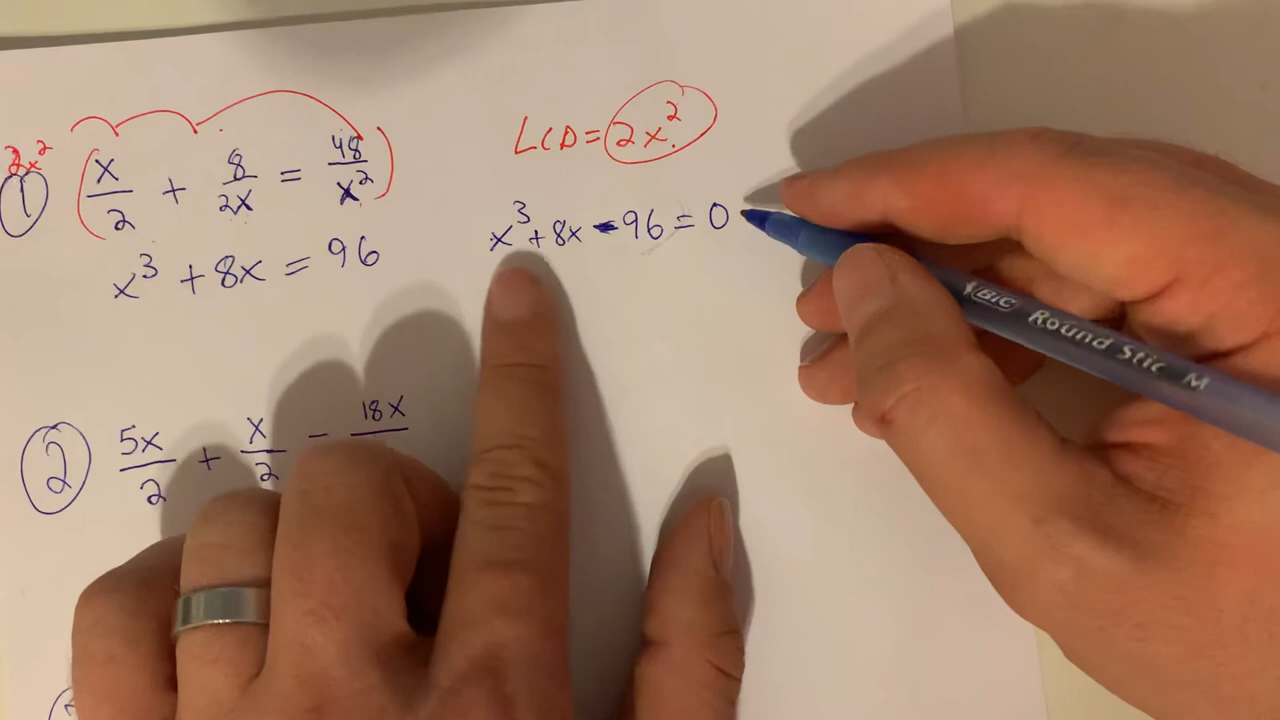 2x²
① (x/2 + 8/2x = 48/x²)
x³ + 8x = 96
LCD = 2x²
x³ + 8x - 96 = 0
② 5x/2 + x/2 - 18x
BIC Round Stic M